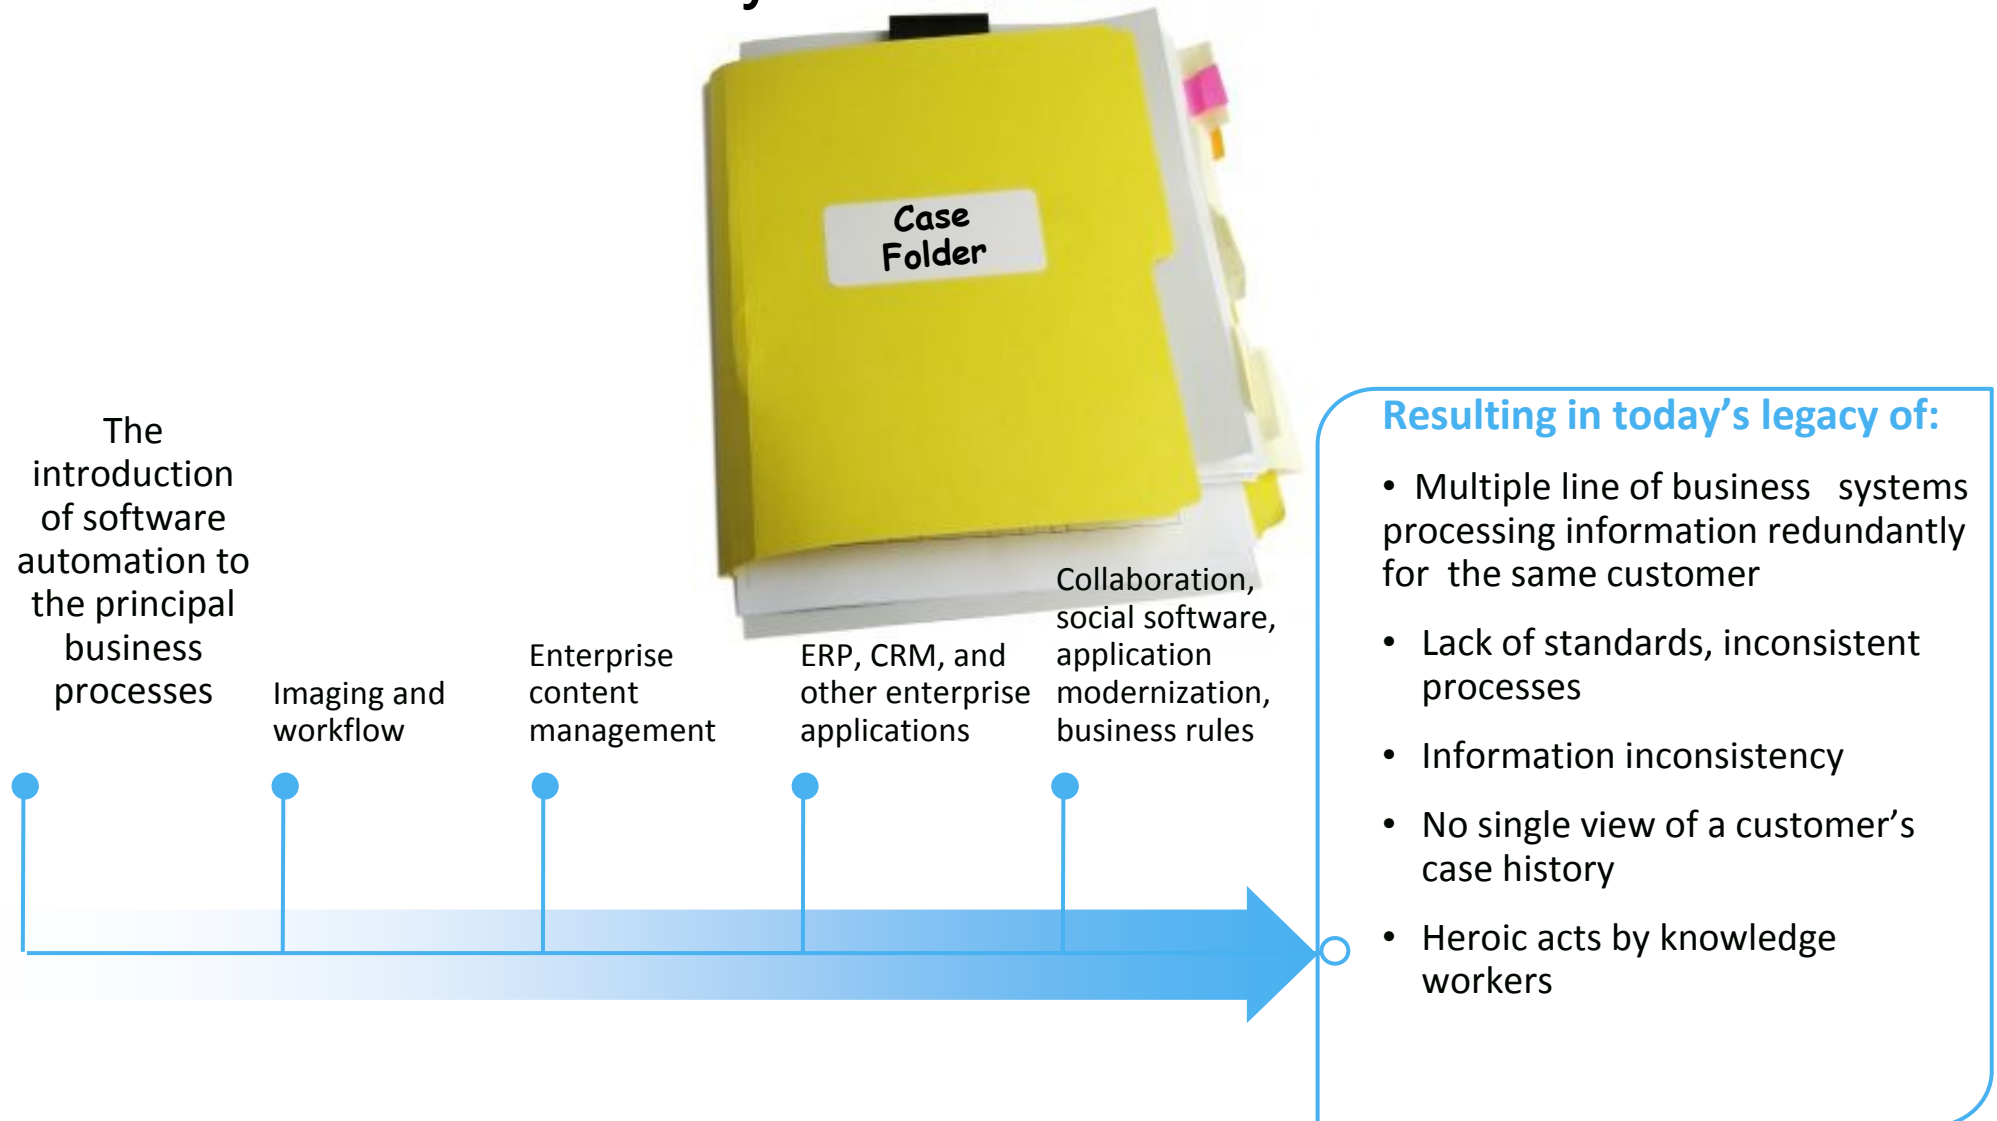 Case
Folder
The
introduction
of software
automation to
the principal
business
processes
Imaging and
workflow
Enterprise
content
management
ERP, CRM, and
other enterprise
applications
Collaboration,
social software,
application
modernization,
business rules
Resulting in today’s legacy of:
• Multiple line of business systems
processing information redundantly
for the same customer
• Lack of standards, inconsistent
processes
• Information inconsistency
• No single view of a customer’s
case history
• Heroic acts by knowledge
workers